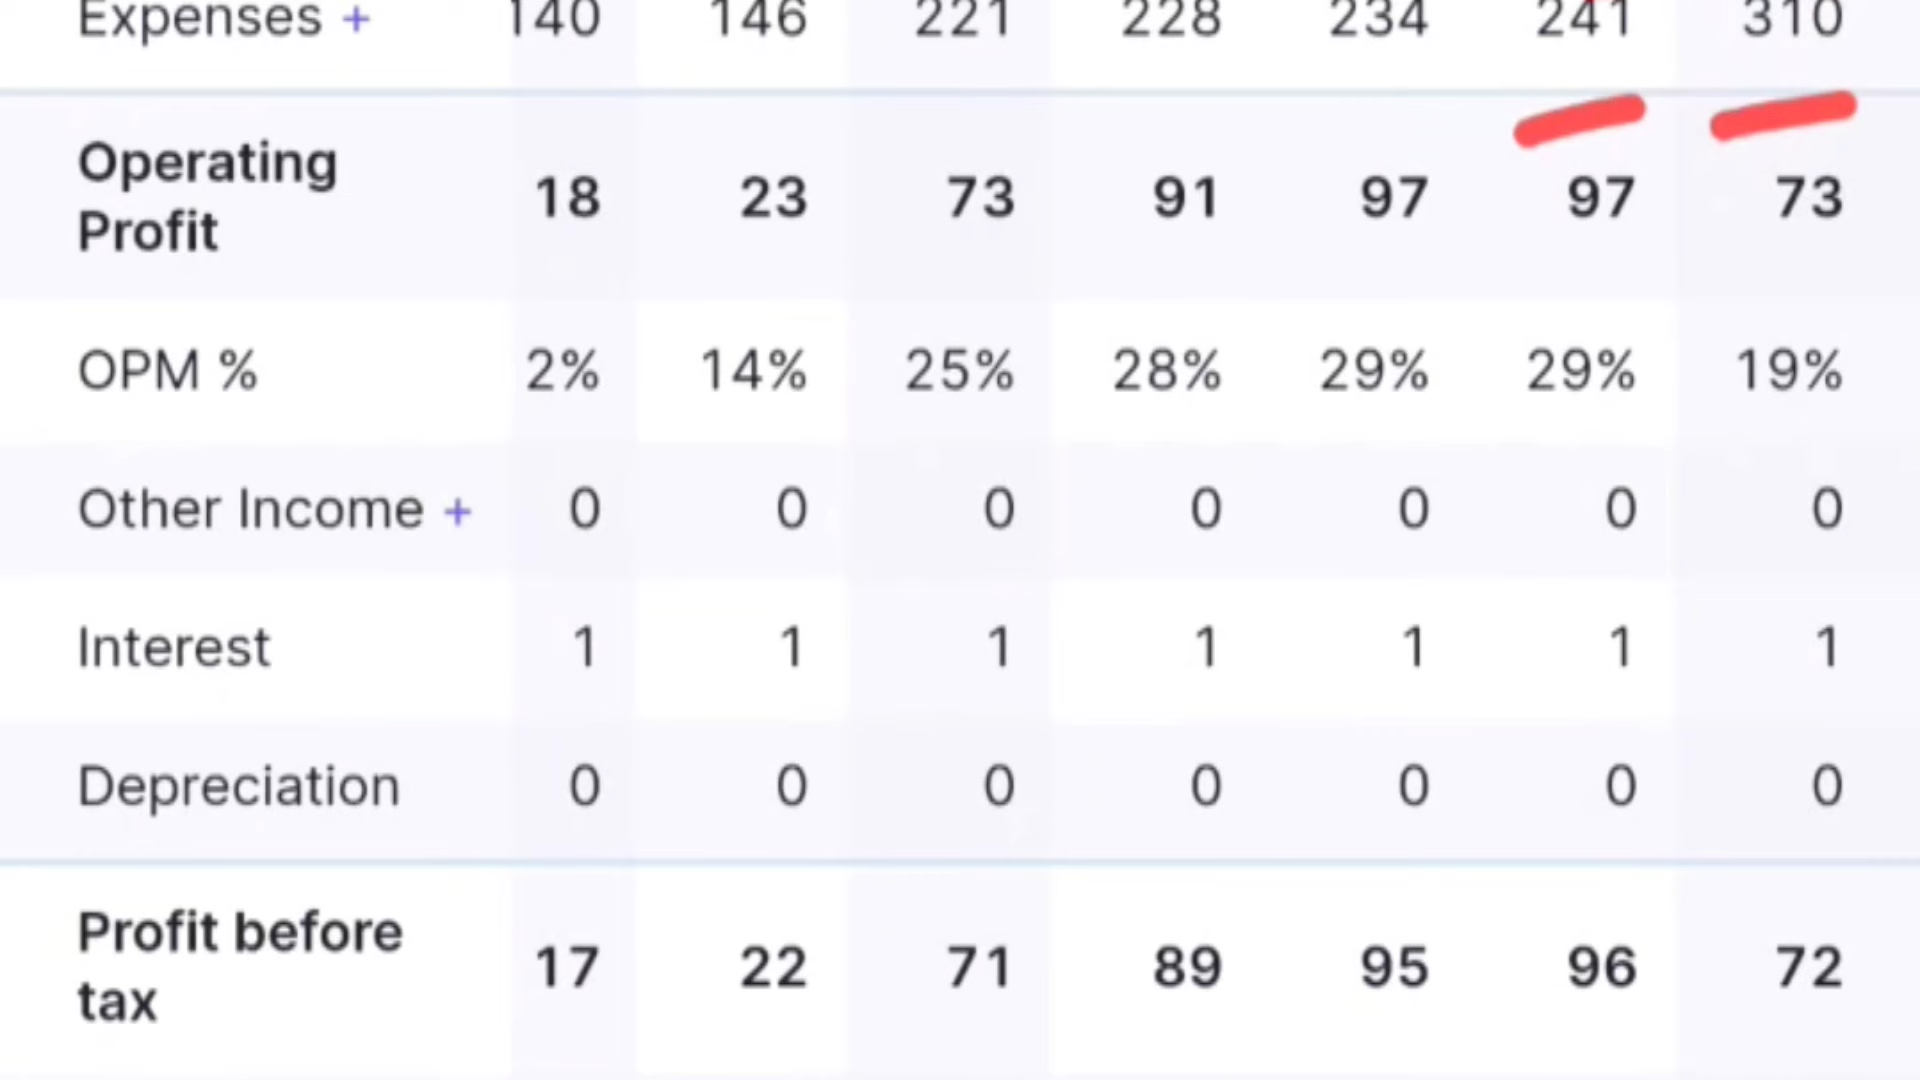 Expenses + 140 146 221 228 234 241 310
Operating
Profit 18 23 73 91 97 97 73
OPM % 2% 14% 25% 28% 29% 29% 19%
Other Income + 0 0 0 0 0 0 0
Interest 1 1 1 1 1 1 1
Depreciation 0 0 0 0 0 0 0
Profit before
tax 17 22 71 89 95 96 72